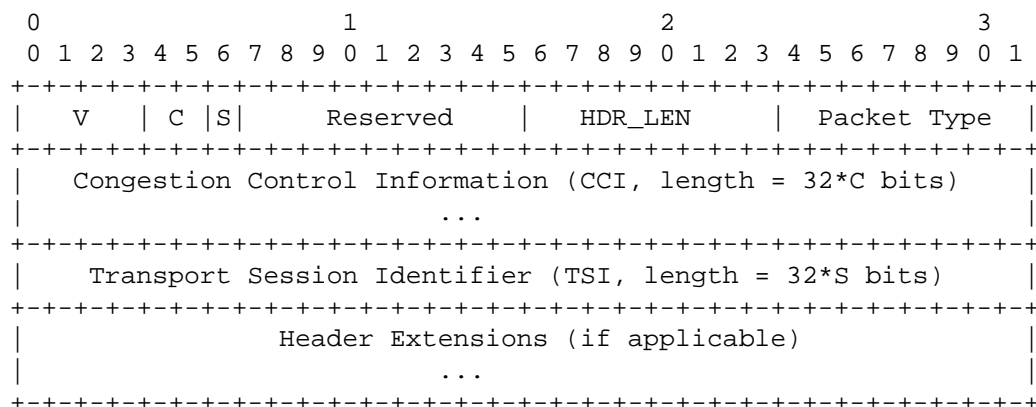 0                   1                   2                   3
 0 1 2 3 4 5 6 7 8 9 0 1 2 3 4 5 6 7 8 9 0 1 2 3 4 5 6 7 8 9 0 1
+-+-+-+-+-+-+-+-+-+-+-+-+-+-+-+-+-+-+-+-+-+-+-+-+-+-+-+-+-+-+-+-+
|   V   | C |S|     Reserved    |   HDR_LEN     |  Packet Type  |
+-+-+-+-+-+-+-+-+-+-+-+-+-+-+-+-+-+-+-+-+-+-+-+-+-+-+-+-+-+-+-+-+
|   Congestion Control Information (CCI, length = 32*C bits)    |
|                          ...                                  |
+-+-+-+-+-+-+-+-+-+-+-+-+-+-+-+-+-+-+-+-+-+-+-+-+-+-+-+-+-+-+-+-+
|    Transport Session Identifier (TSI, length = 32*S bits)     |
+-+-+-+-+-+-+-+-+-+-+-+-+-+-+-+-+-+-+-+-+-+-+-+-+-+-+-+-+-+-+-+-+
|                Header Extensions (if applicable)              |
|                          ...                                  |
+-+-+-+-+-+-+-+-+-+-+-+-+-+-+-+-+-+-+-+-+-+-+-+-+-+-+-+-+-+-+-+-+